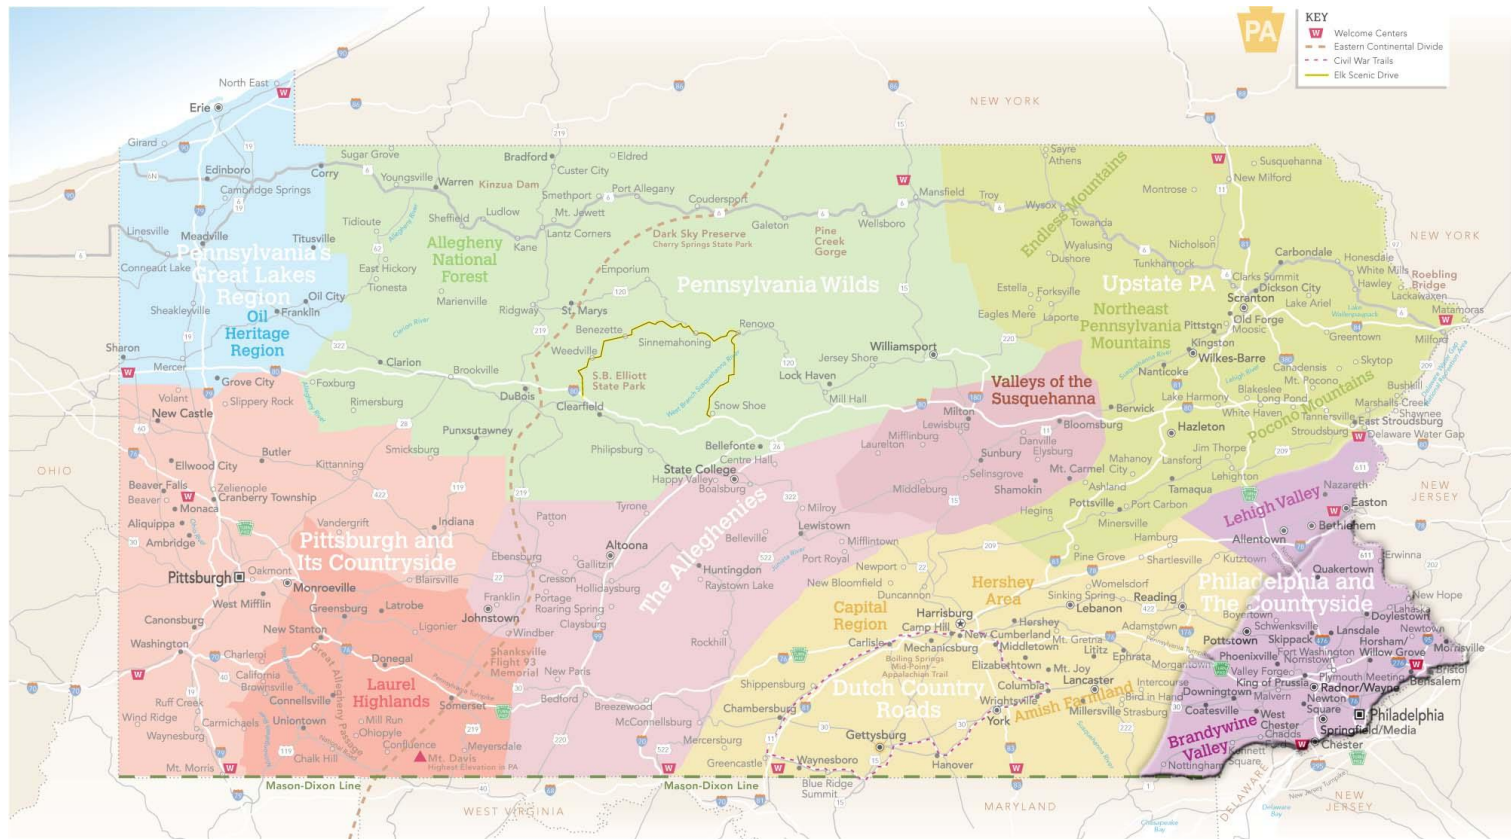 PA
KEY
W Welcome Centers
Eastern Continental Divide
Civil War Trails
Elk Scenic Drive
NEW YORK
NEW YORK
NEW
JERSEY
NEW
JERSEY
DELAWARE
MARYLAND
WEST VIRGINIA
OHIO
Mason-Dixon Line
Mason-Dixon Line
Pennsylvania's
Great Lakes
Region
Oil
Heritage
Region
North East
Erie
Girard
Edinboro
Cambridge Springs
Corry
Linesville
Meadville
Titusville
Conneaut Lake
Sheakleyville
Oil City
Franklin
Sharon
Mercer
Pennsylvania Wilds
Allegheny
National
Forest
Sugar Grove
Youngsville
Warren
Kinzua Dam
Bradford
Custer City
Eldred
Smethport
Port Allegany
Coudersport
Mt. Jewett
Ludlow
Sheffield
Tidioute
Kane
Lantz Corners
Galeton
Wellsboro
Mansfield
Dark Sky Preserve
Cherry Springs State Park
Pine
Creek
Gorge
East Hickory
Tionesta
Marienville
Emporium
Ridgway
St. Marys
Benezette
Weedville
Sinnemahoning
Renovo
S.B. Elliott
State Park
Clarion
Brookville
DuBois
Clearfield
Foxburg
Rimersburg
Punxsutawney
Smicksburg
Philipsburg
Snow Shoe
Lock Haven
Jersey Shore
Williamsport
Mill Hall
Bellefonte
Allegheny River
Clarion River
West Branch Susquehanna River
Upstate PA
Endless Mountains
Northeast
Pennsylvania
Mountains
Pocono Mountains
Sayre
Athens
Troy
Wysox
Towanda
Wyalusing
Dushore
Estella
Forksville
Eagles Mere
Laporte
Susquehanna
New Milford
Montrose
Nicholson
Tunkhannock
Carbondale
Honesdale
White Mills
Hawley
Lackawaxen
Roebling
Bridge
Matamoras
Milford
Clarks Summit
Dickson City
Scranton
Lake Ariel
Old Forge
Moosic
Pittston
Kingston
Wilkes-Barre
Nanticoke
Greentown
Skytop
Canadensis
Mt. Pocono
Bushkill
Blakeslee
Lake Harmony
Long Pond
White Haven
Tannersville
Marshalls Creek
Shawnee
East Stroudsburg
Stroudsburg
Delaware Water Gap
Berwick
Hazleton
Jim Thorpe
Mahanoy
City
Lansford
Lehighton
Tamaqua
Ashland
Pottsville
Port Carbon
Minersville
Hegins
Valleys of the
Susquehanna
Milton
Lewisburg
Mifflinburg
Laurelton
Bloomsburg
Danville
Elysburg
Sunbury
Selinsgrove
Mt. Carmel
Shamokin
Middleburg
Pittsburgh and
Its Countryside
Laurel
Highlands
Grove City
Volant
Slippery Rock
New Castle
Ellwood City
Butler
Kittanning
Beaver Falls
Beaver
Zelienople
Cranberry Township
Monaca
Aliquippa
Ambridge
Vandergrift
Indiana
Pittsburgh
Oakmont
Monroeville
Blairsville
West Mifflin
Canonsburg
Greensburg
Latrobe
Ligonier
New Stanton
Washington
Charleroi
California
Brownsville
Connellsville
Donegal
Somerset
Ruff Creek
Wind Ridge
Carmichaels
Waynesburg
Uniontown
Mill Run
Ohiopyle
Confluence
Meyersdale
Chalk Hill
Mt. Morris
Mt. Davis
Highest Elevation in PA
Great Allegheny Passage
The Alleghenies
State College
Happy Valley
Centre Hall
Boalsburg
Tyrone
Patton
Altoona
Milroy
Lewistown
Belleville
Mifflintown
Port Royal
Ebensburg
Gallitzin
Cresson
Hollidaysburg
Huntingdon
Raystown Lake
Franklin
Portage
Roaring Spring
Johnstown
Claysburg
Windber
Shanksville
Flight 93
Memorial
New Paris
Rockhill
Bedford
Breezewood
McConnellsburg
Juniata River
Dutch Country
Roads
Capital
Region
Hershey
Area
Amish Farmland
Newport
New Bloomfield
Duncannon
Harrisburg
Camp Hill
New Cumberland
Carlisle
Mechanicsburg
Middletown
Boiling Springs
Mid-Point –
Appalachian Trail
Hershey
Lebanon
Mt. Gretna
Pine Grove
Shartlesville
Hamburg
Kutztown
Womelsdorf
Sinking Spring
Reading
Adamstown
Lititz
Ephrata
Morgantown
Elizabethtown
Mt. Joy
Columbia
Lancaster
Intercourse
Bird in Hand
Millersville
Strasburg
Wrightsville
York
Shippensburg
Chambersburg
Mercersburg
Greencastle
Waynesboro
Blue Ridge
Summit
Gettysburg
Hanover
Susquehanna River
Philadelphia and
The Countryside
Lehigh Valley
Brandywine
Valley
Nazareth
Easton
Bethlehem
Allentown
Quakertown
Erwinna
New Hope
Lahaska
Doylestown
Newtown
Boyertown
Schwenksville
Pottstown
Skippack
Lansdale
Horsham/
Willow Grove
Morrisville
Phoenixville
Fort Washington
Norristown
Valley Forge
Plymouth Meeting
Bristol
Bensalem
King of Prussia
Radnor/Wayne
Downingtown
Malvern
Newtown
Square
Coatesville
West
Chester
Chadds
Philadelphia
Springfield/Media
Chester
Kennett
Square
Nottingham
Delaware
Bay
Chesapeake
Bay
New Jersey Turnpike